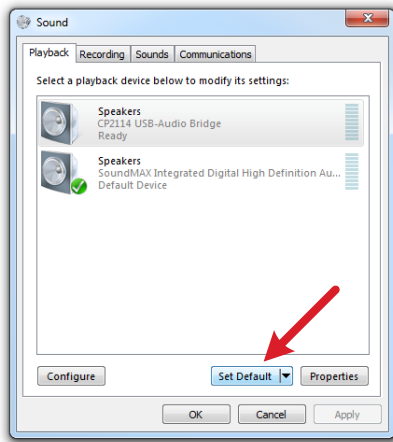 Sound
Playback Recording Sounds Communications
Select a playback device below to modify its settings:
Speakers
CP2114 USB-Audio Bridge
Ready
Speakers
SoundMAX Integrated Digital High Definition Au...
Default Device
Configure Set Default Properties
OK Cancel Apply